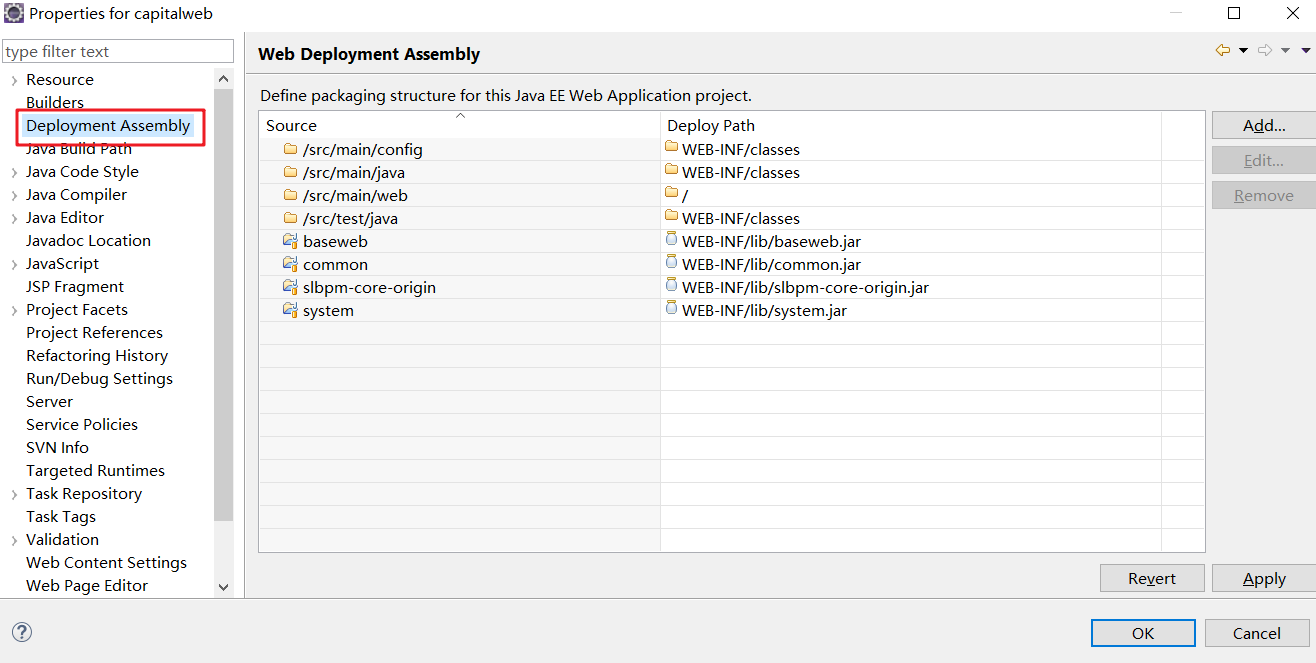 Properties for capitalweb
type filter text
Resource
Builders
Deployment Assembly
Java Build Path
Java Code Style
Java Compiler
Java Editor
Javadoc Location
JavaScript
JSP Fragment
Project Facets
Project References
Refactoring History
Run/Debug Settings
Server
Service Policies
SVN Info
Targeted Runtimes
Task Repository
Task Tags
Validation
Web Content Settings
Web Page Editor
Web Deployment Assembly
Define packaging structure for this Java EE Web Application project.
Source Deploy Path
/src/main/config WEB-INF/classes
/src/main/java WEB-INF/classes
/src/main/web /
/src/test/java WEB-INF/classes
baseweb WEB-INF/lib/baseweb.jar
common WEB-INF/lib/common.jar
slbpm-core-origin WEB-INF/lib/slbpm-core-origin.jar
system WEB-INF/lib/system.jar
Add...
Edit...
Remove
Revert Apply
? OK Cancel